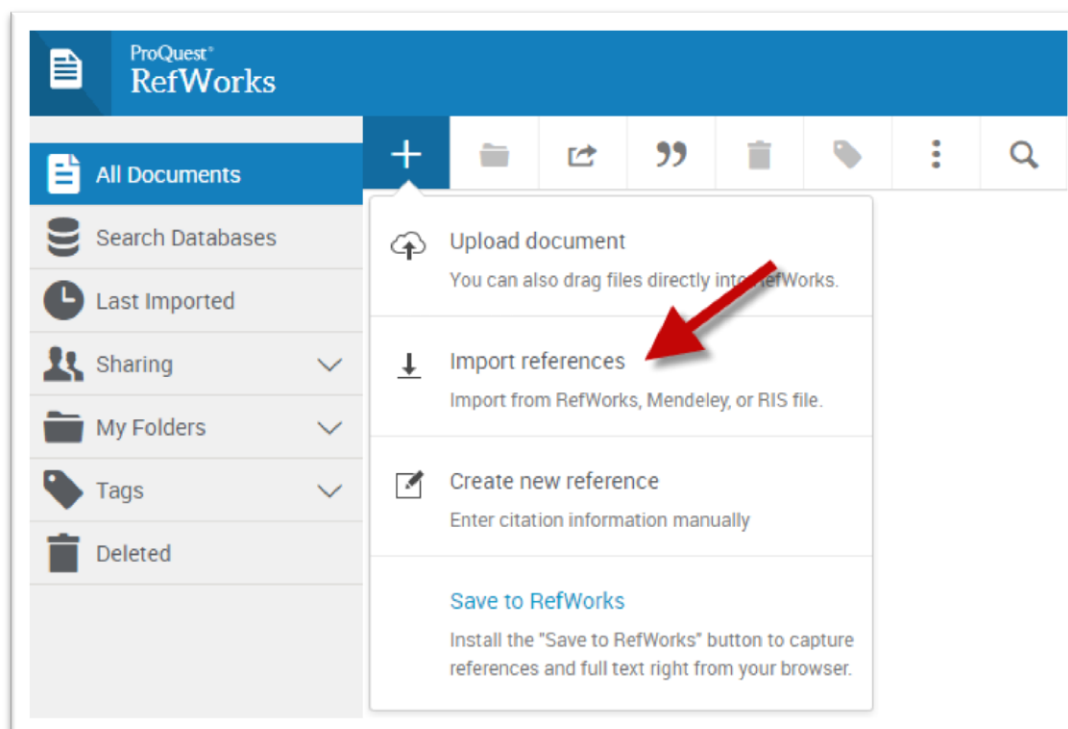 ProQuest®
RefWorks
All Documents
Search Databases
Last Imported
Sharing
My Folders
Tags
Deleted
Upload document
You can also drag files directly into RefWorks.
Import references
Import from RefWorks, Mendeley, or RIS file.
Create new reference
Enter citation information manually
Save to RefWorks
Install the "Save to RefWorks" button to capture
references and full text right from your browser.